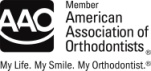 AAO
Member
American
Association of
Orthodontists®
My Life. My Smile. My Orthodontist.®